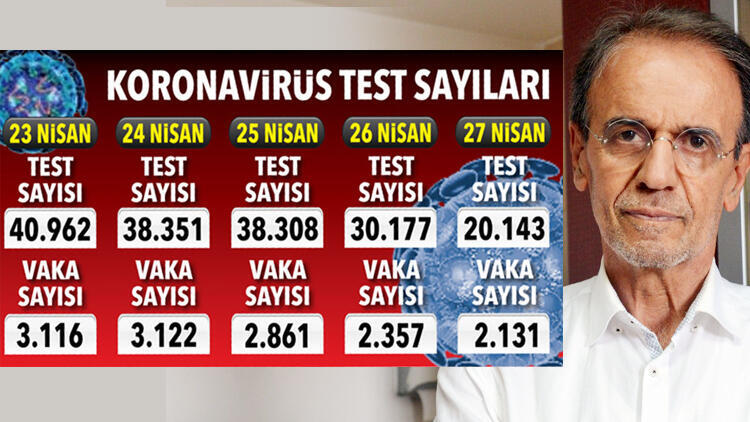 KORONAVİRÜS TEST SAYILARI
23 NİSAN 24 NİSAN 25 NİSAN 26 NİSAN 27 NİSAN
TEST TEST TEST TEST TEST
SAYISI SAYISI SAYISI SAYISI SAYISI
40.962 38.351 38.308 30.177 20.143
VAKA VAKA VAKA VAKA VAKA
SAYISI SAYISI SAYISI SAYISI SAYISI
3.116 3.122 2.861 2.357 2.131